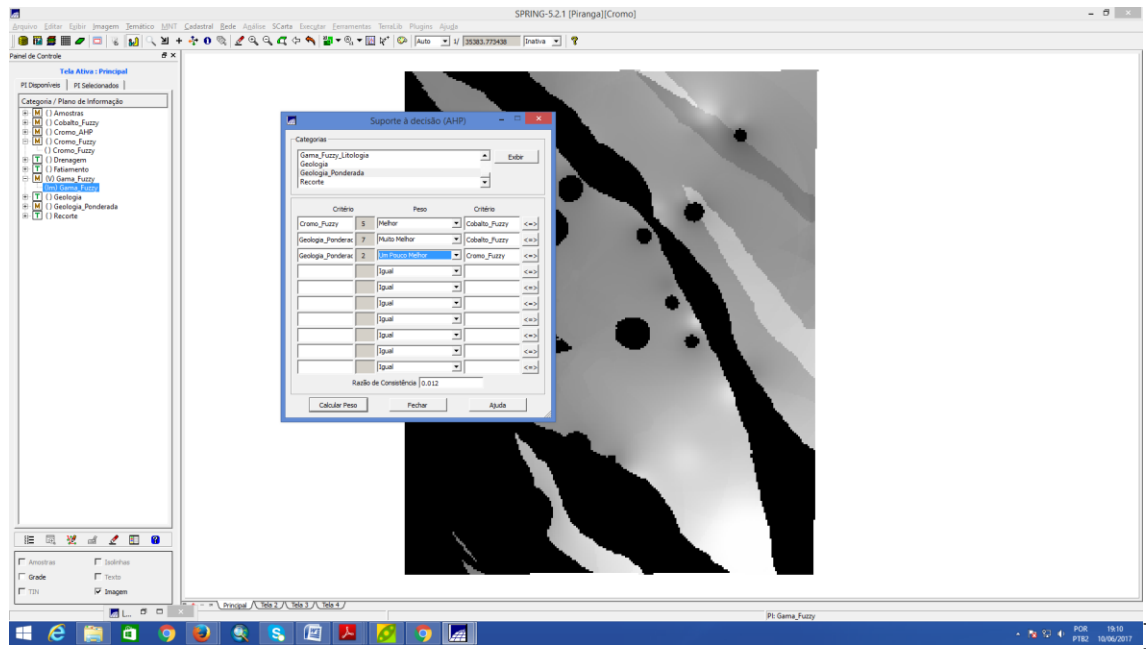 SPRING-5.2.1 [Piranga][Cromo]
Arquivo Editar Exibir Imagem Temático MNT Cadastral Rede Análise SCarta Executar Ferramentas TerraLib Plugins Ajuda
Auto 1/ 35383.773438 Inativa
Painel de Controle
Tela Ativa : Principal
PI Disponíveis PI Selecionados
Categoria / Plano de Informação
M () Amostras
M () Cobalto_Fuzzy
M () Cromo_AHP
M () Cromo_Fuzzy
() Cromo_Fuzzy
T () Drenagem
T () Fatiamento
M (V) Gama_Fuzzy
(Im) Gama_Fuzzy
T () Geologia
M () Geologia_Ponderada
T () Recorte
Amostras Isolinhas
Grade Texto
TIN Imagem
L...
Suporte à decisão (AHP)
Categorias
Gama_Fuzzy_Litologia
Geologia
Geologia_Ponderada
Recorte
Exibir
Critério Peso Critério
Cromo_Fuzzy 5 Melhor Cobalto_Fuzzy <=>
Geologia_Ponderac 7 Muito Melhor Cobalto_Fuzzy <=>
Geologia_Ponderac 2 Um Pouco Melhor Cromo_Fuzzy <=>
Igual <=>
Igual <=>
Igual <=>
Igual <=>
Igual <=>
Igual <=>
Igual <=>
Razão de Consistência 0.012
Calcular Peso Fechar Ajuda
Principal Tela 2 Tela 3 Tela 4
PI: Gama_Fuzzy
POR 19:10
PTB2 10/06/2017